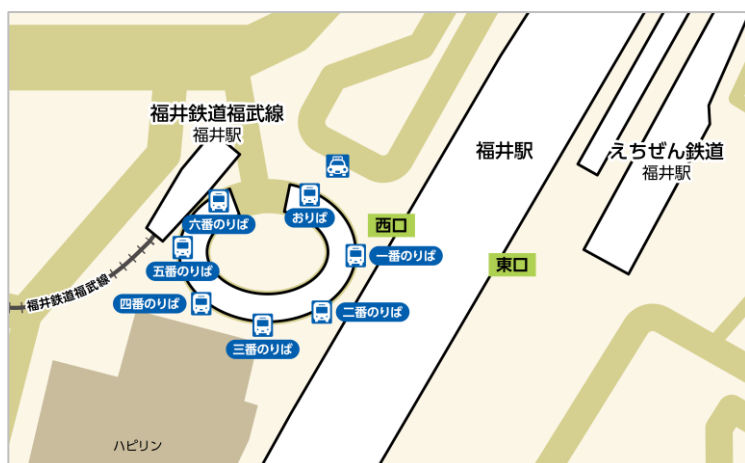 福井鉄道福武線
福井駅
福井駅
えちぜん鉄道
福井駅
六番のりば
おりば
西口
一番のりば
五番のりば
東口
福井鉄道福武線
四番のりば
二番のりば
三番のりば
ハピリン